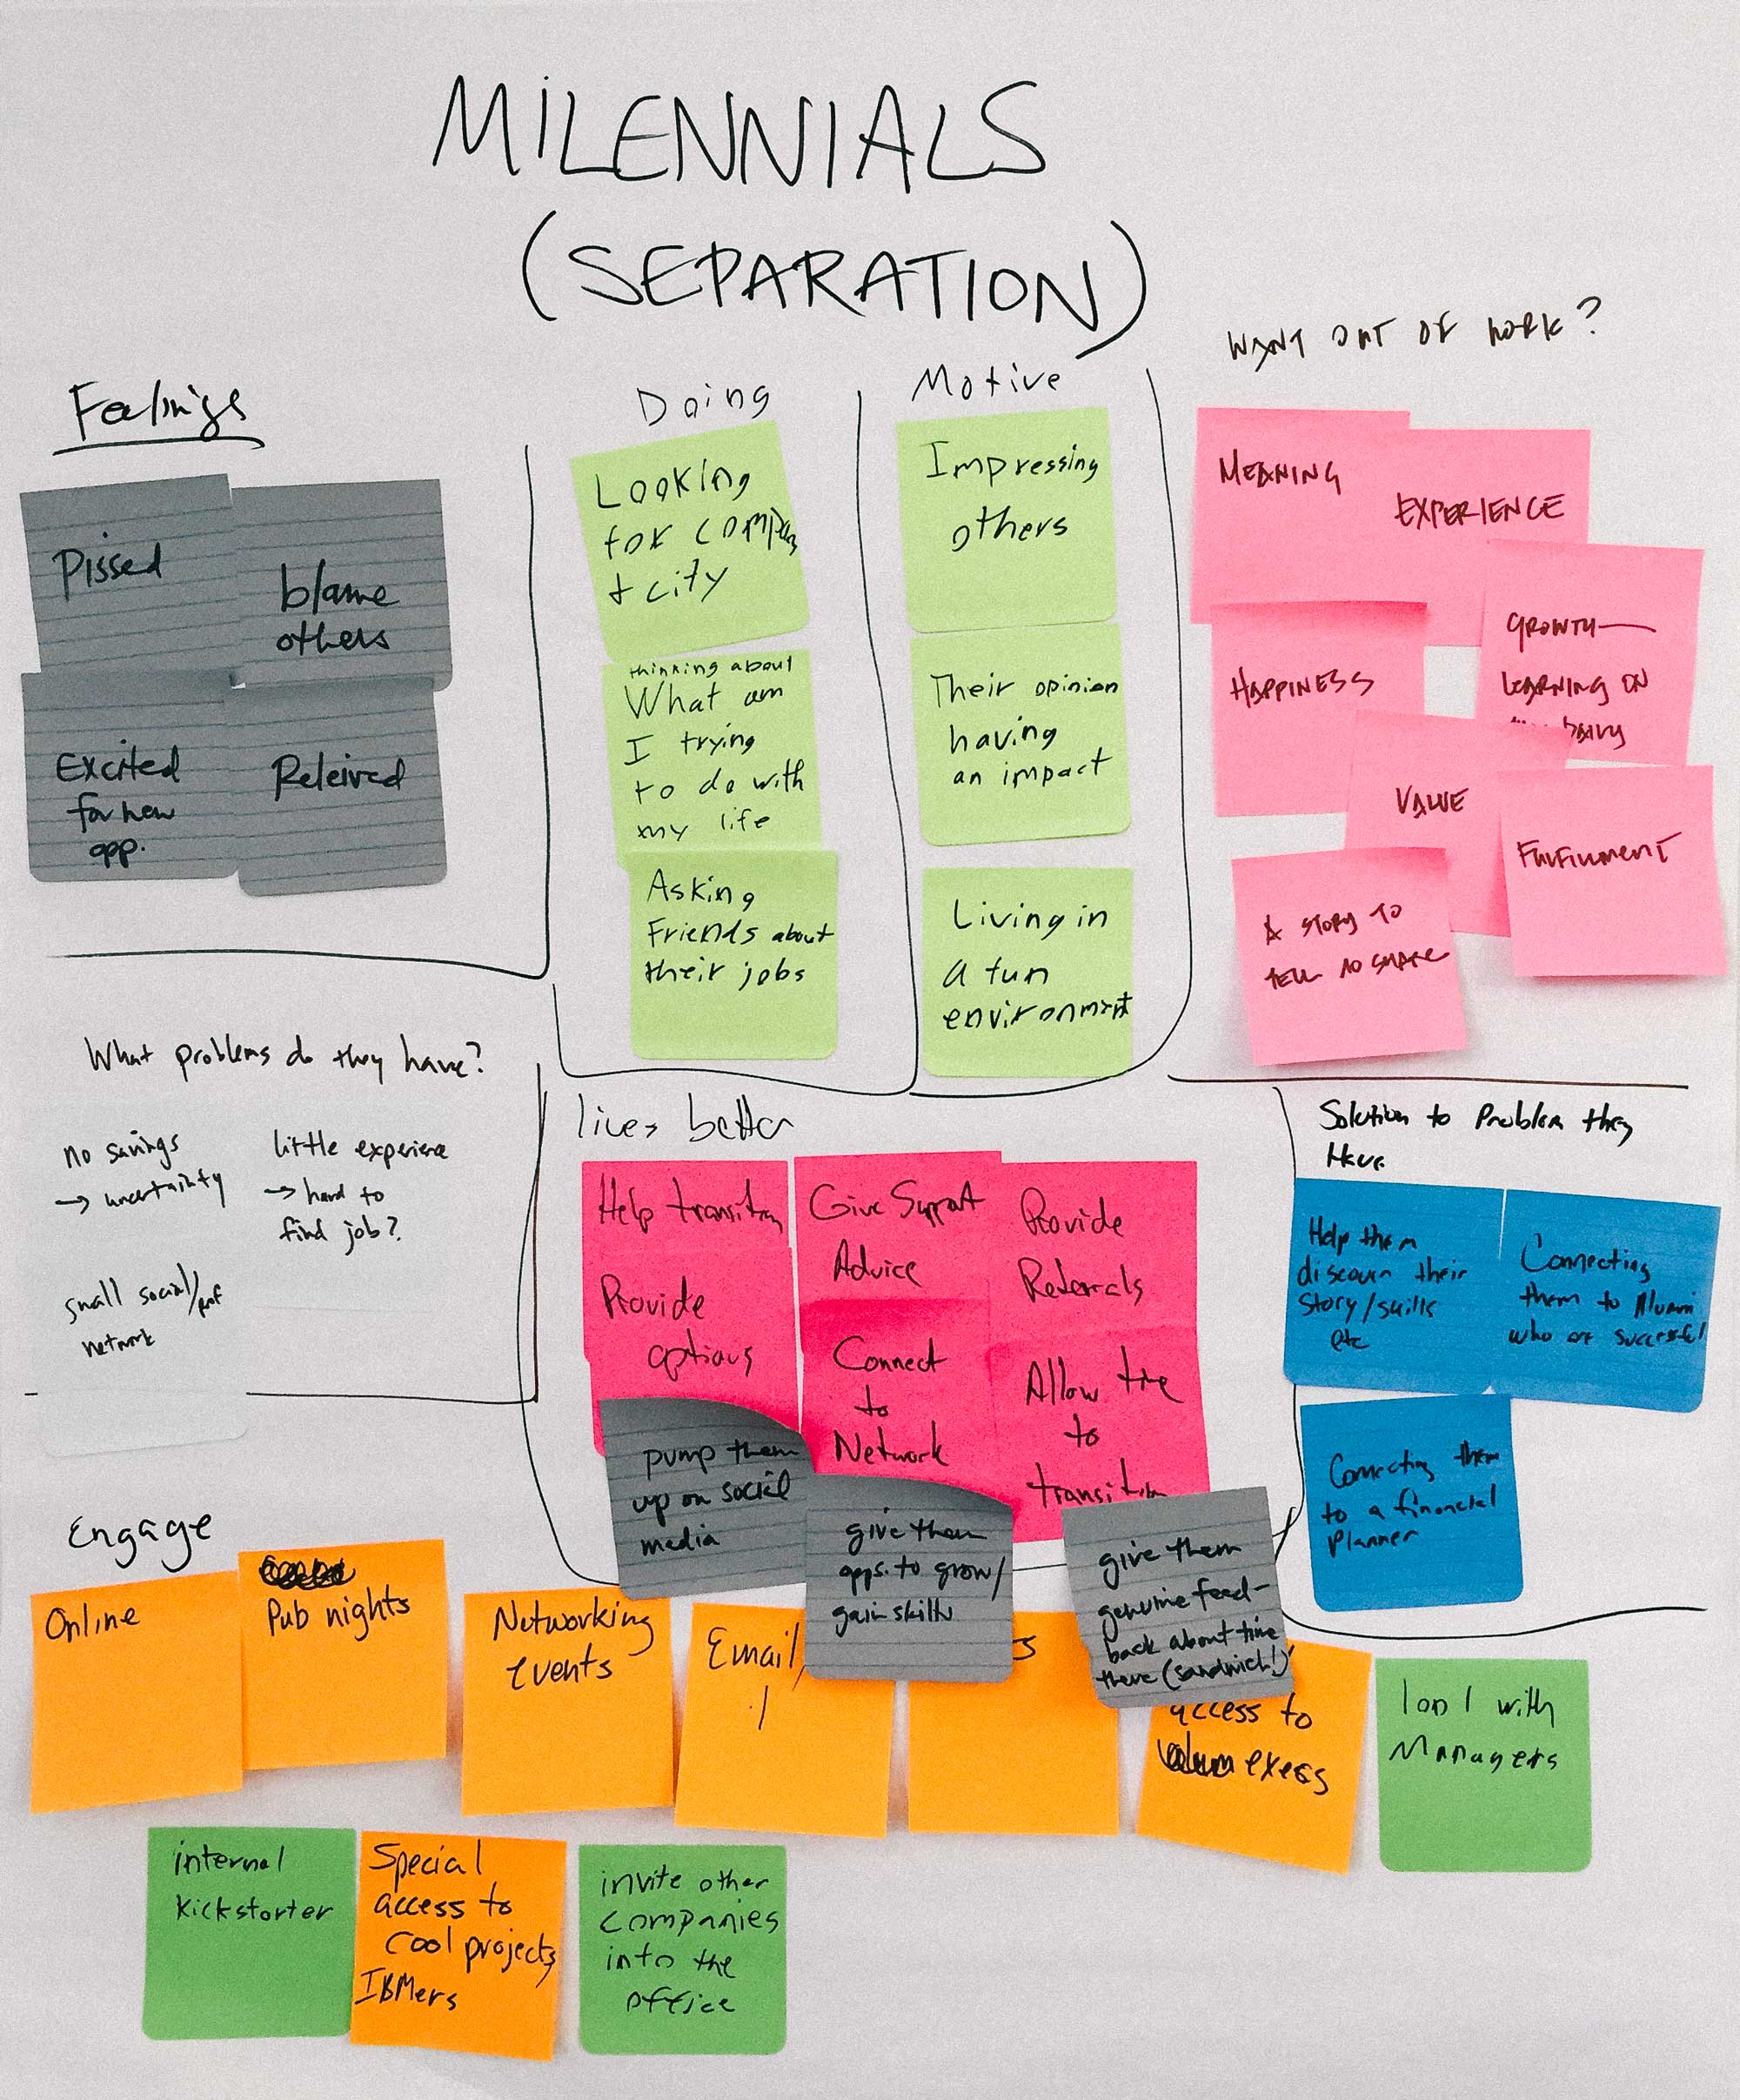 MILENNIALS
(SEPARATION)
Feelings
Pissed
blame
others
Excited
for new
opp.
Releived
Doing
Looking
for company
& city
thinking about
What am
I trying
to do with
my life
Asking
Friends about
their jobs
Motive
Impressing
others
Their opinion
having
an impact
Living in
a fun
environment
WANT OUT OF WORK?
MEANING
EXPERIENCE
HAPPINESS
GROWTH—
LEARNING ON
VALUE
FULFILLMENT
A STORY TO
TELL
What problems do they have?
no savings
→ uncertainty
little experience
→ hard to
find job?
small social/prof
network
lives better
Help transition
Provide
options
Give Support
Advice
Connect
to
Network
Provide
Referrals
Allow time
to
transition
pump them
up on social
media
give them
opps. to grow/
gain skills
give them
genuine feed-
back about time
there (sandwich!)
Solution to Problem they
Have
Help them
discover their
story/skills
etc
Connecting
them to Alumni
who are successful
Connecting them
to a financial
Planner
Engage
Online
Pub nights
Networking
events
Email,
s
access to
execs
1 on 1 with
Managers
internal
kickstarter
Special
access to
cool projects,
IBMers
invite other
companies
into the
office